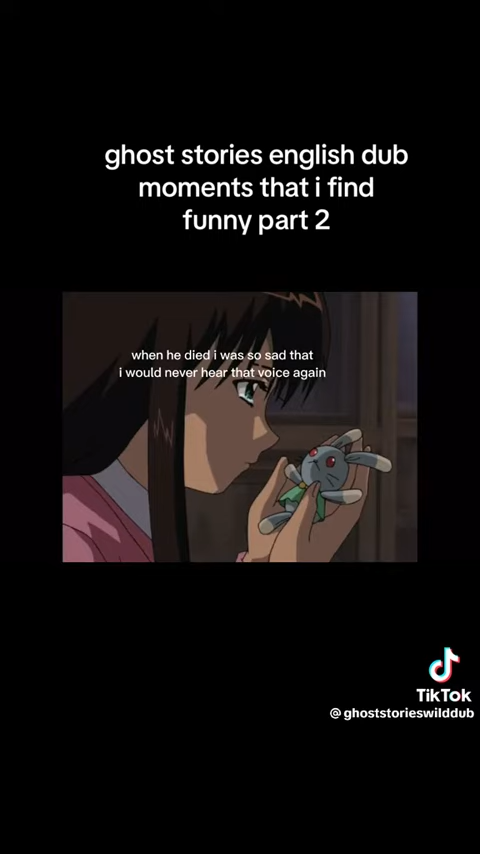 ghost stories english dub
moments that i find
funny part 2
when he died i was so sad that
i would never hear that voice again
TikTok
@ghoststorieswilddub